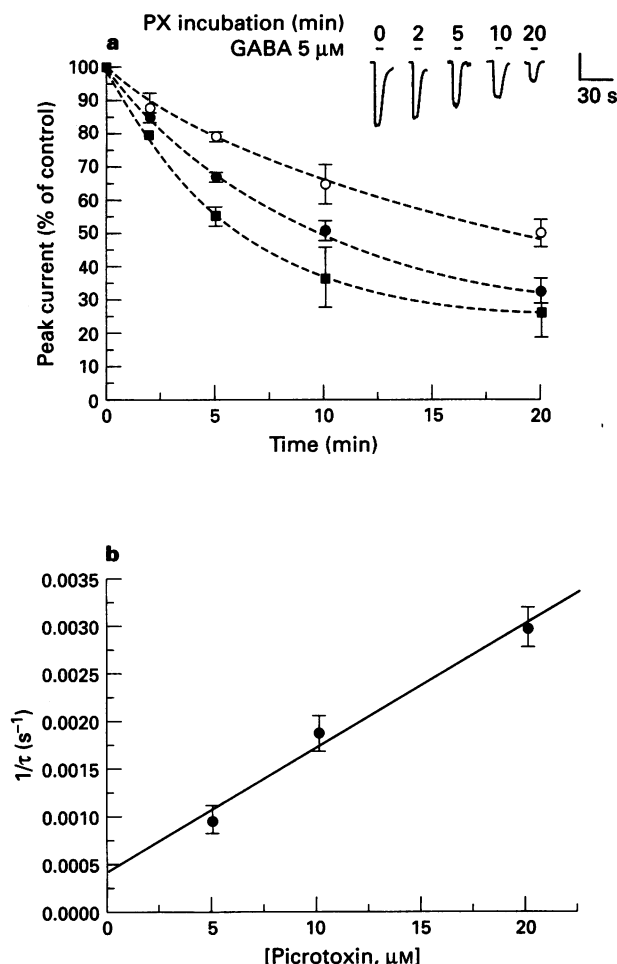 PX incubation (min) 0 2 5 10 20
GABA 5 μM
a
30 s
100
90
80
70
60
50
40
30
20
10
0
Peak current (% of control)
0 5 10 15 20
Time (min)
b
0.0035
0.0030
0.0025
0.0020
0.0015
0.0010
0.0005
0.0000
1/τ (s⁻¹)
0 5 10 15 20
[Picrotoxin, μM]